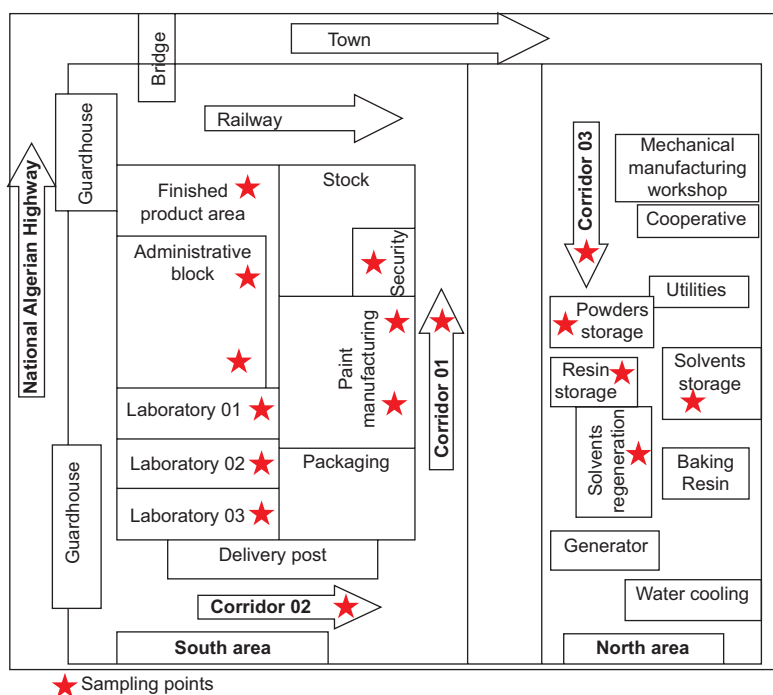 Town
Bridge
Railway
National Algerian Highway
Guardhouse
Finished
product area
Stock
Administrative
block
Security
Paint
manufacturing
Corridor 01
Laboratory 01
Laboratory 02
Laboratory 03
Packaging
Guardhouse
Delivery post
Corridor 02
South area
Corridor 03
Mechanical
manufacturing
workshop
Cooperative
Utilities
Powders
storage
Resin
storage
Solvents
storage
Solvents
regeneration
Baking
Resin
Generator
Water cooling
North area
Sampling points